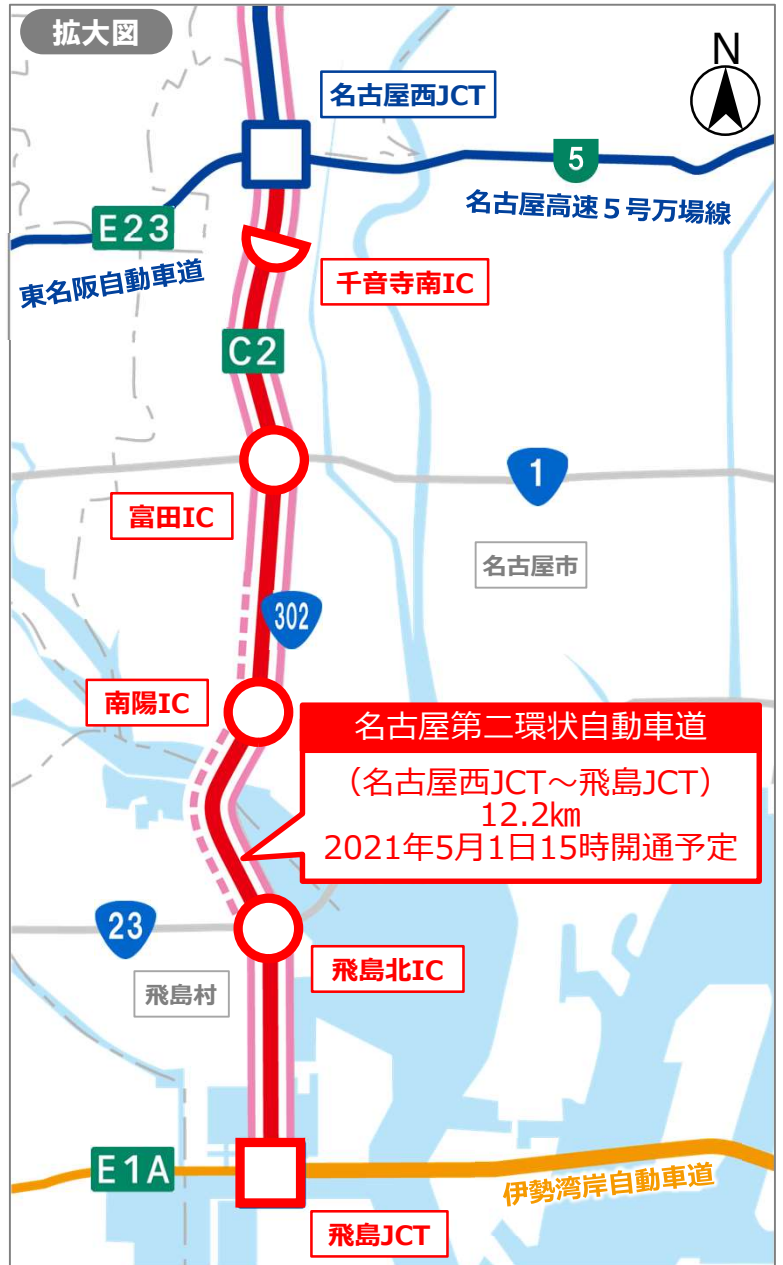 拡大図
N
名古屋西JCT
5
名古屋高速5号万場線
E23
東名阪自動車道
千音寺南IC
C2
1
富田IC
名古屋市
302
南陽IC
名古屋第二環状自動車道
(名古屋西JCT~飛島JCT)
12.2㎞
2021年5月1日15時開通予定
23
飛島北IC
飛島村
E1A
伊勢湾岸自動車道
飛島JCT